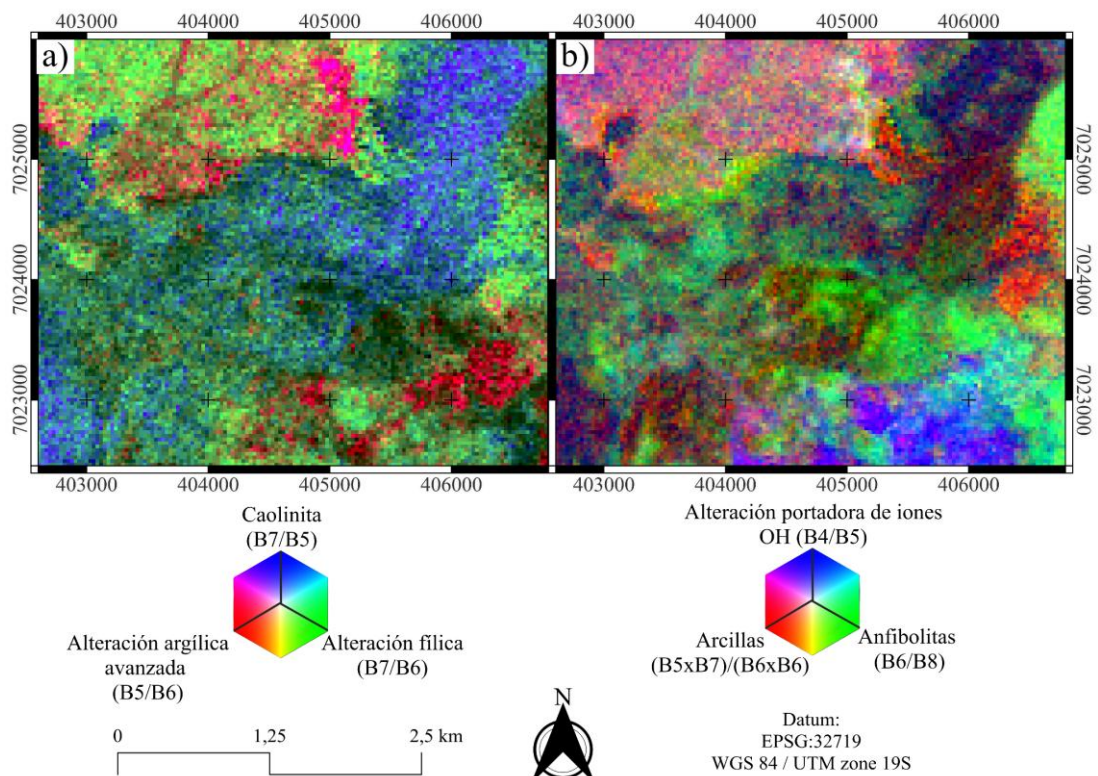 403000 404000 405000 406000
403000 404000 405000 406000
a)
b)
7025000
7024000
7023000
7025000
7024000
7023000
403000 404000 405000 406000
403000 404000 405000 406000
Caolinita
(B7/B5)
Alteración argílica
avanzada
(B5/B6)
Alteración fílica
(B7/B6)
Alteración portadora de iones
OH (B4/B5)
Arcillas
(B5xB7)/(B6xB6)
Anfibolitas
(B6/B8)
0 1,25 2,5 km
N
Datum:
EPSG:32719
WGS 84 / UTM zone 19S